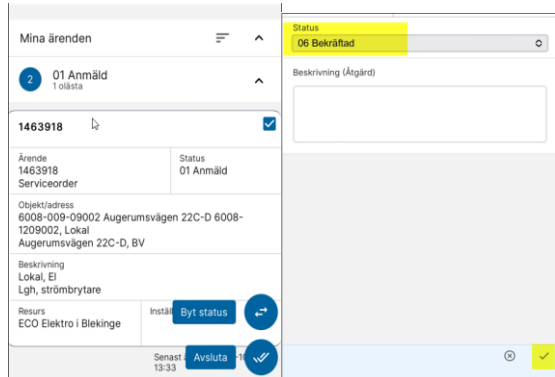 Mina ärenden
2
01 Anmäld
1 olästa
1463918
Ärende
1463918
Serviceorder
Status
01 Anmäld
Objekt/adress
6008-009-09002 Augerumsvägen 22C-D 6008-
1209002, Lokal
Augerumsvägen 22C-D, BV
Beskrivning
Lokal, El
Lgh, strömbrytare
Resurs
ECO Elektro i Blekinge
Byt status
Avsluta
13:33
Status
06 Bekräftad
Beskrivning (Åtgärd)